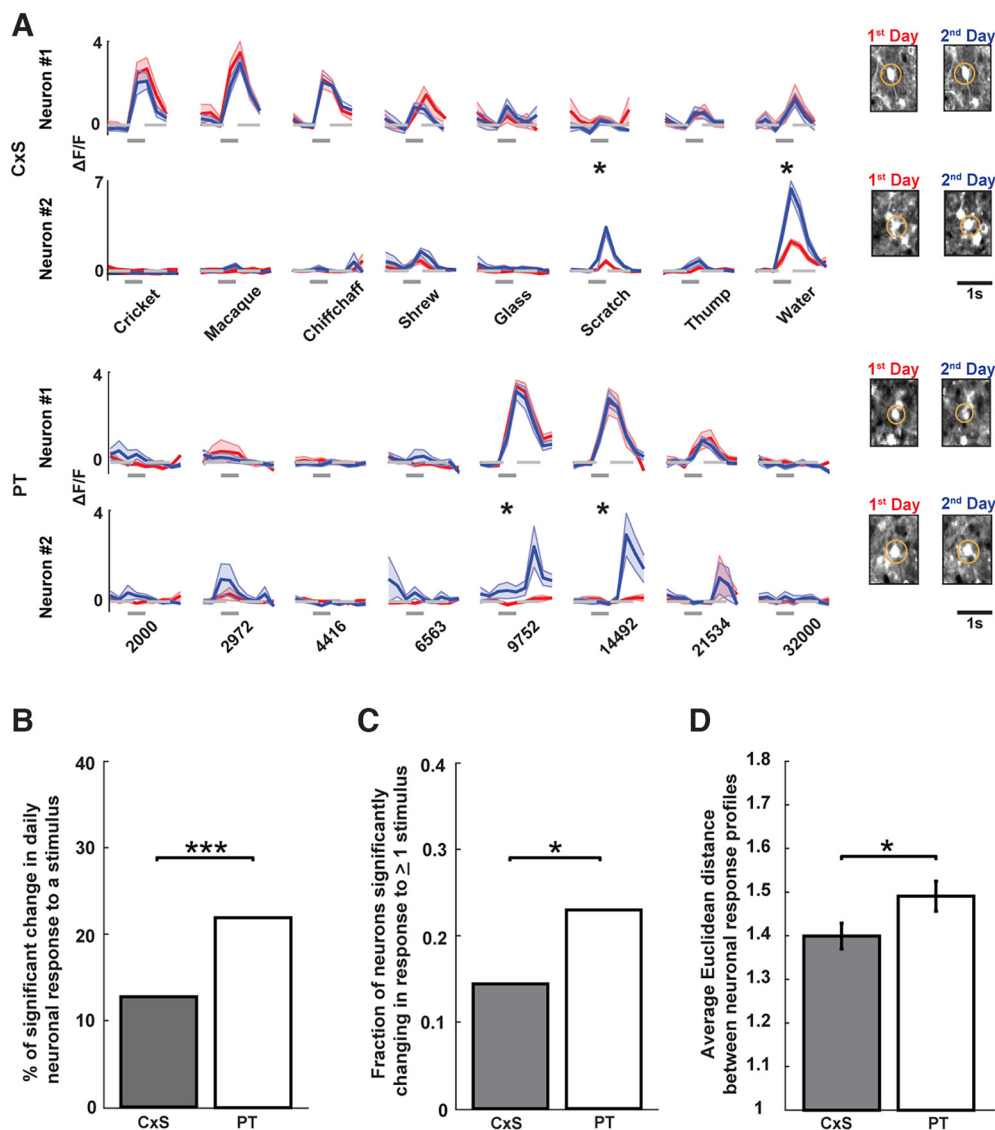 A
CxS
Neuron #1
ΔF/F
4
0
1st Day
2nd Day
Neuron #2
7
0
*
*
1st Day
2nd Day
Cricket
Macaque
Chiffchaff
Shrew
Glass
Scratch
Thump
Water
1s
PT
Neuron #1
ΔF/F
4
0
1st Day
2nd Day
Neuron #2
4
0
*
*
1st Day
2nd Day
2000
2972
4416
6563
9752
14492
21534
32000
1s
B
% of significant change in daily
neuronal response to a stimulus
40
30
20
10
0
***
CxS
PT
C
Fraction of neurons significantly
changing in response to ≥ 1 stimulus
0.4
0.3
0.2
0.1
0
*
CxS
PT
D
Average Euclidean distance
between neuronal response profiles
1.8
1.7
1.6
1.5
1.4
1.3
1.2
1.1
1
*
CxS
PT